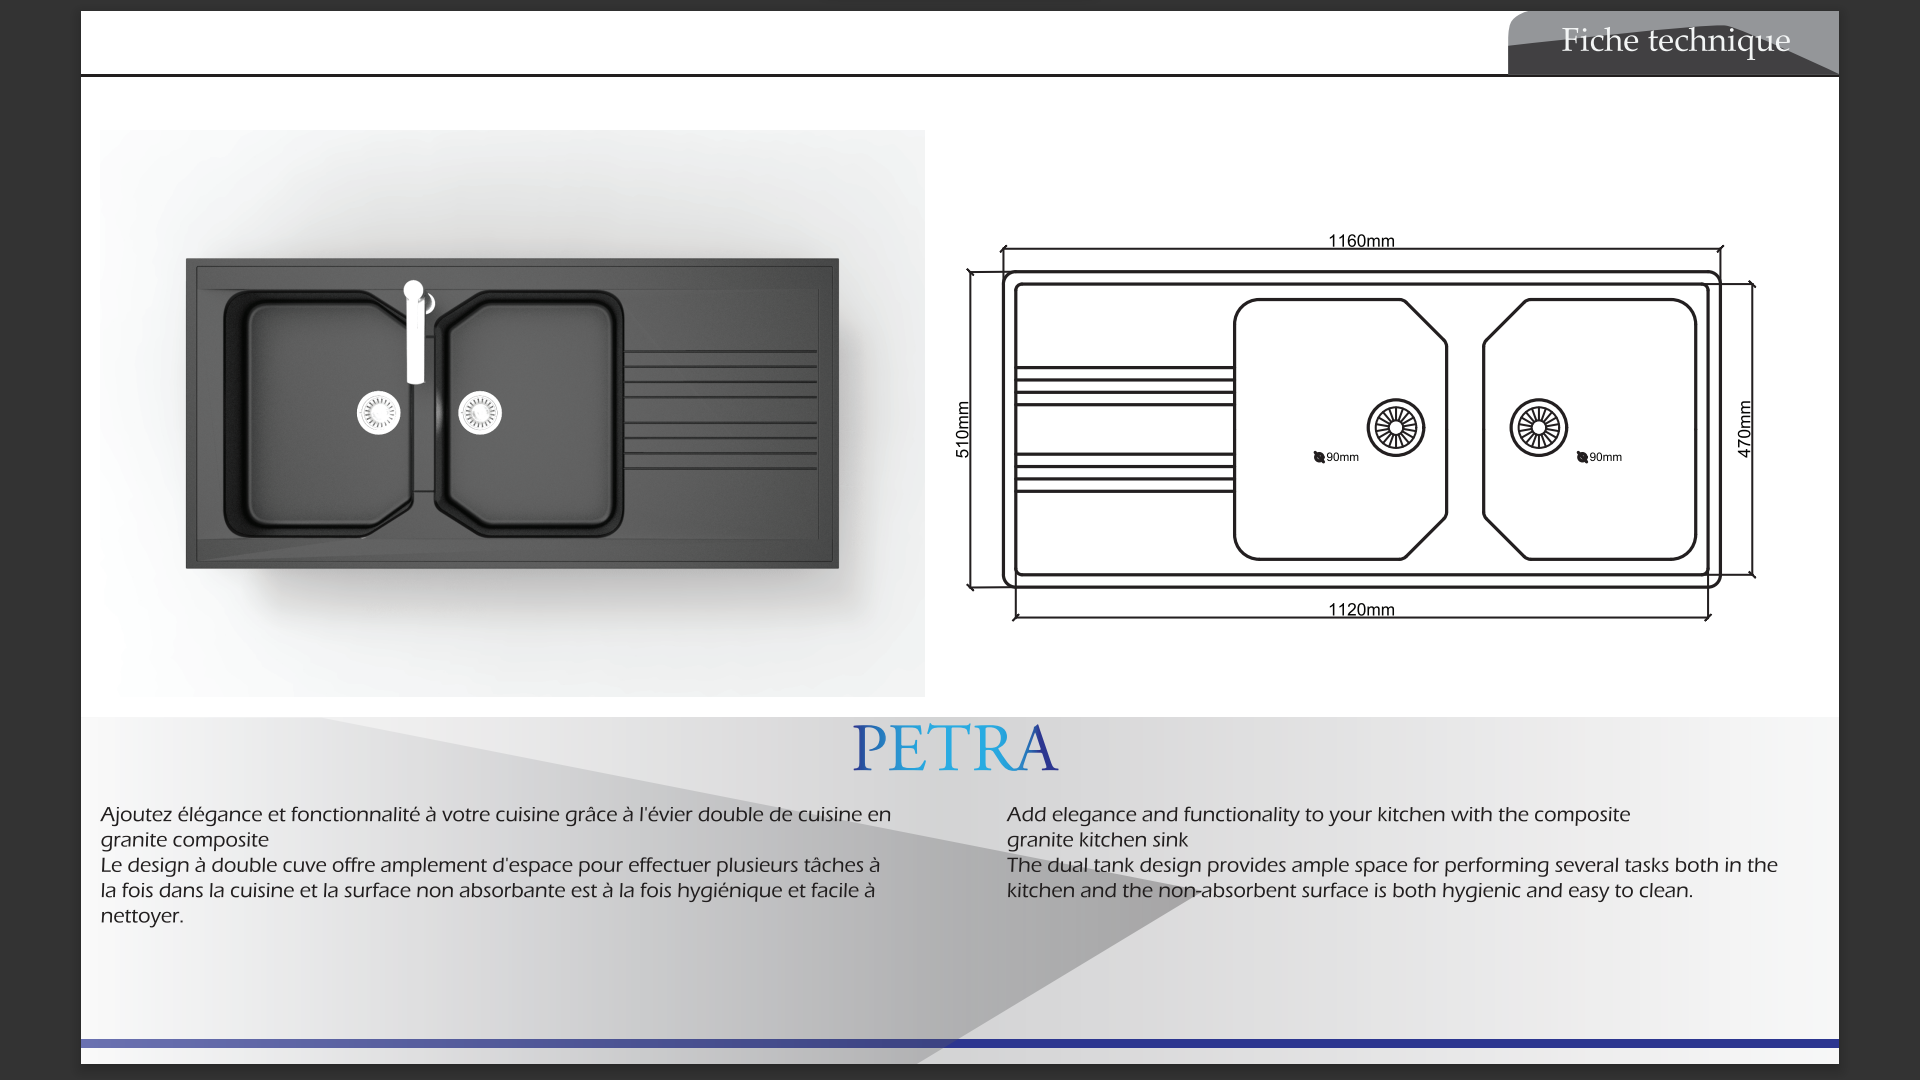 Fiche technique
1160mm
510mm
470mm
90mm
90mm
1120mm
PETRA
Ajoutez élégance et fonctionnalité à votre cuisine grâce à l'évier double de cuisine en
granite composite
Le design à double cuve offre amplement d'espace pour effectuer plusieurs tâches à
la fois dans la cuisine et la surface non absorbante est à la fois hygiénique et facile à
nettoyer.
Add elegance and functionality to your kitchen with the composite
granite kitchen sink
The dual tank design provides ample space for performing several tasks both in the
kitchen and the non-absorbent surface is both hygienic and easy to clean.